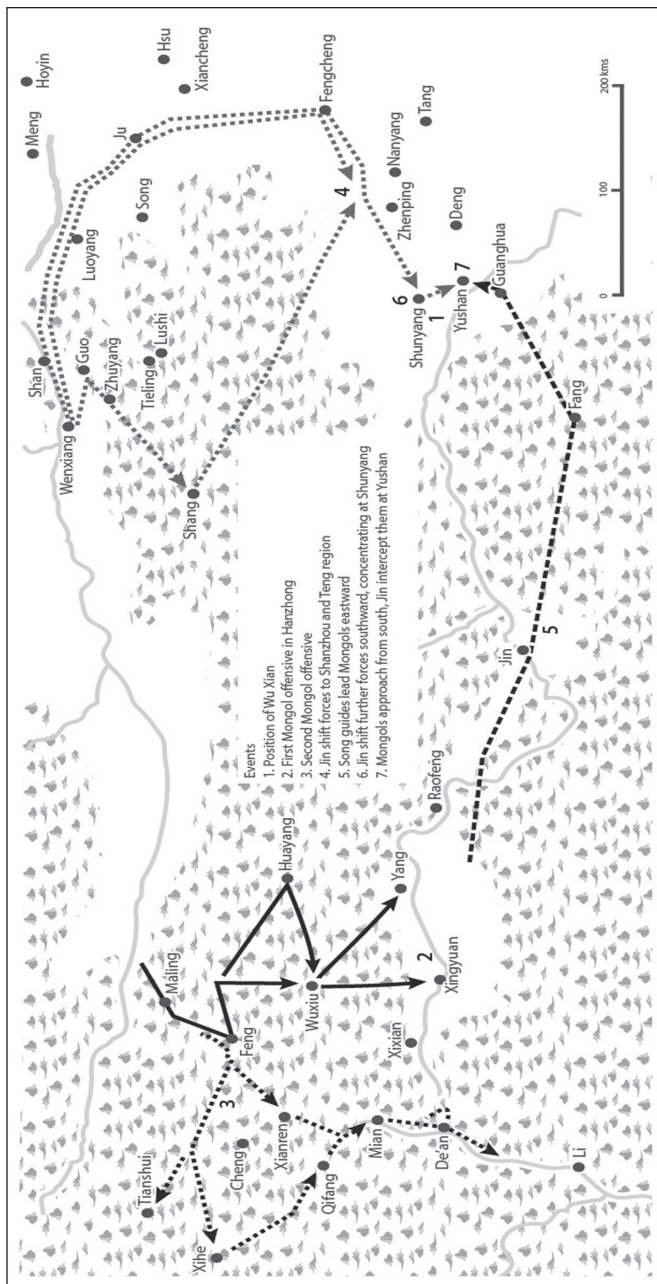 Hoyin
Meng
Hsu
Xiancheng
Ju
Fengcheng
Luoyang
Song
Shan
Guo
Zhuyang
Tieling
Lushi
Wenxiang
Shang
4
Nanyang
Zhenping
Tang
Deng
6
1
Shunyang
Yushan
7
Guanghua
Fang
0 100 200 kms
Events
1. Position of Wu Xian
2. First Mongol offensive in Hanzhong
3. Second Mongol offensive
4. Jin shift forces to Shanzhou and Teng region
5. Song guides lead Mongols eastward
6. Jin shift further forces southward, concentrating at Shunyang
7. Mongols approach from south, Jin intercept them at Yushan
Jin
5
Raofeng
Huayang
Yang
Maling
Feng
Wuxiu
2
Xingyuan
Xixian
3
Tianshui
Cheng
Xianren
Xihe
Qifang
Mian
De'an
Li